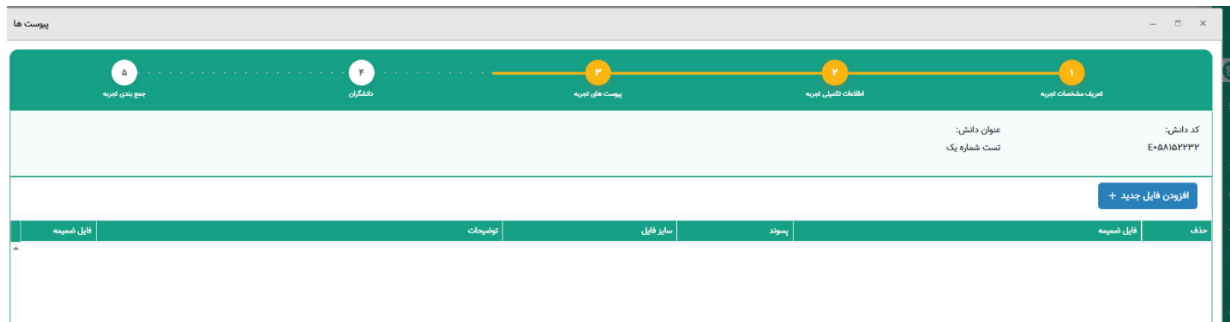 پیوست ها
۱
۲
۳
۴
۵
تعریف مشخصات تجربه
اطلاعات تکمیلی تجربه
پیوست های تجربه
دانشگران
جمع بندی تجربه
کد دانش:
عنوان دانش:
E۰۵۸۱۵۲۲۳۲
تست شماره یک
افزودن فایل جدید +
حذف
فایل ضمیمه
پسوند
سایز فایل
توضیحات
فایل ضمیمه